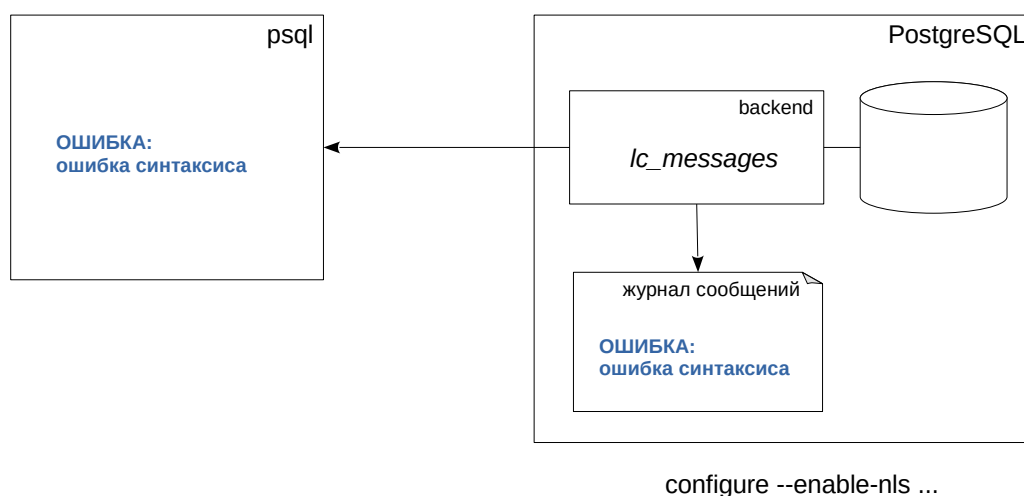 psql
PostgreSQL
backend
ОШИБКА:
ошибка синтаксиса
lc_messages
журнал сообщений
ОШИБКА:
ошибка синтаксиса
configure --enable-nls ...